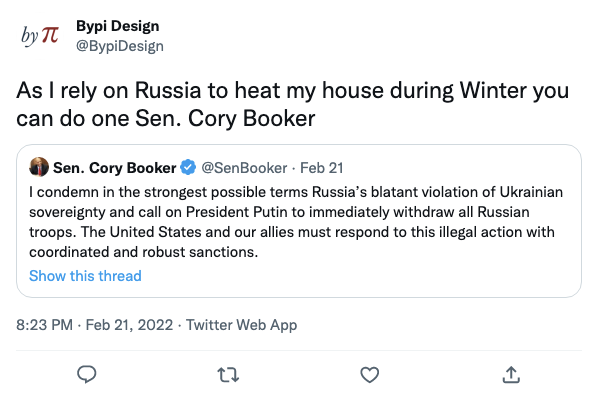 by π
Bypi Design
@BypiDesign
As I rely on Russia to heat my house during Winter you
can do one Sen. Cory Booker
Sen. Cory Booker @SenBooker · Feb 21
I condemn in the strongest possible terms Russia's blatant violation of Ukrainian
sovereignty and call on President Putin to immediately withdraw all Russian
troops. The United States and our allies must respond to this illegal action with
coordinated and robust sanctions.
Show this thread
8:23 PM · Feb 21, 2022 · Twitter Web App